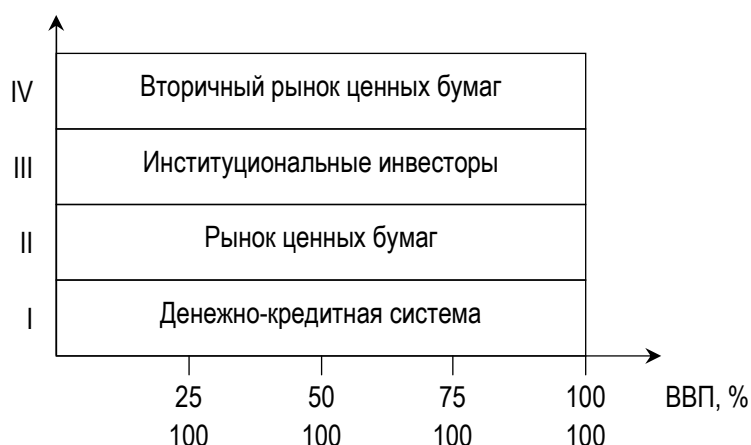 IV Вторичный рынок ценных бумаг
III Институциональные инвесторы
II Рынок ценных бумаг
I Денежно-кредитная система
25 50 75 100 ВВП, %
100 100 100 100